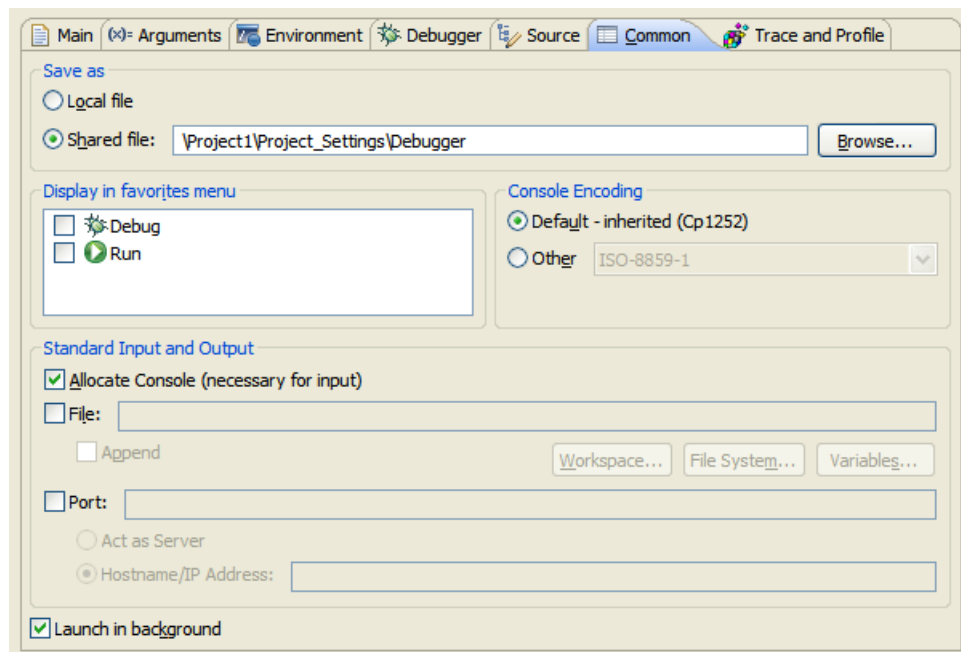 Main (x)= Arguments Environment Debugger Source Common Trace and Profile
Save as
Local file
Shared file: \Project1\Project_Settings\Debugger Browse...
Display in favorites menu
Debug
Run
Console Encoding
Default - inherited (Cp1252)
Other ISO-8859-1
Standard Input and Output
Allocate Console (necessary for input)
File:
Append Workspace... File System... Variables...
Port:
Act as Server
Hostname/IP Address:
Launch in background